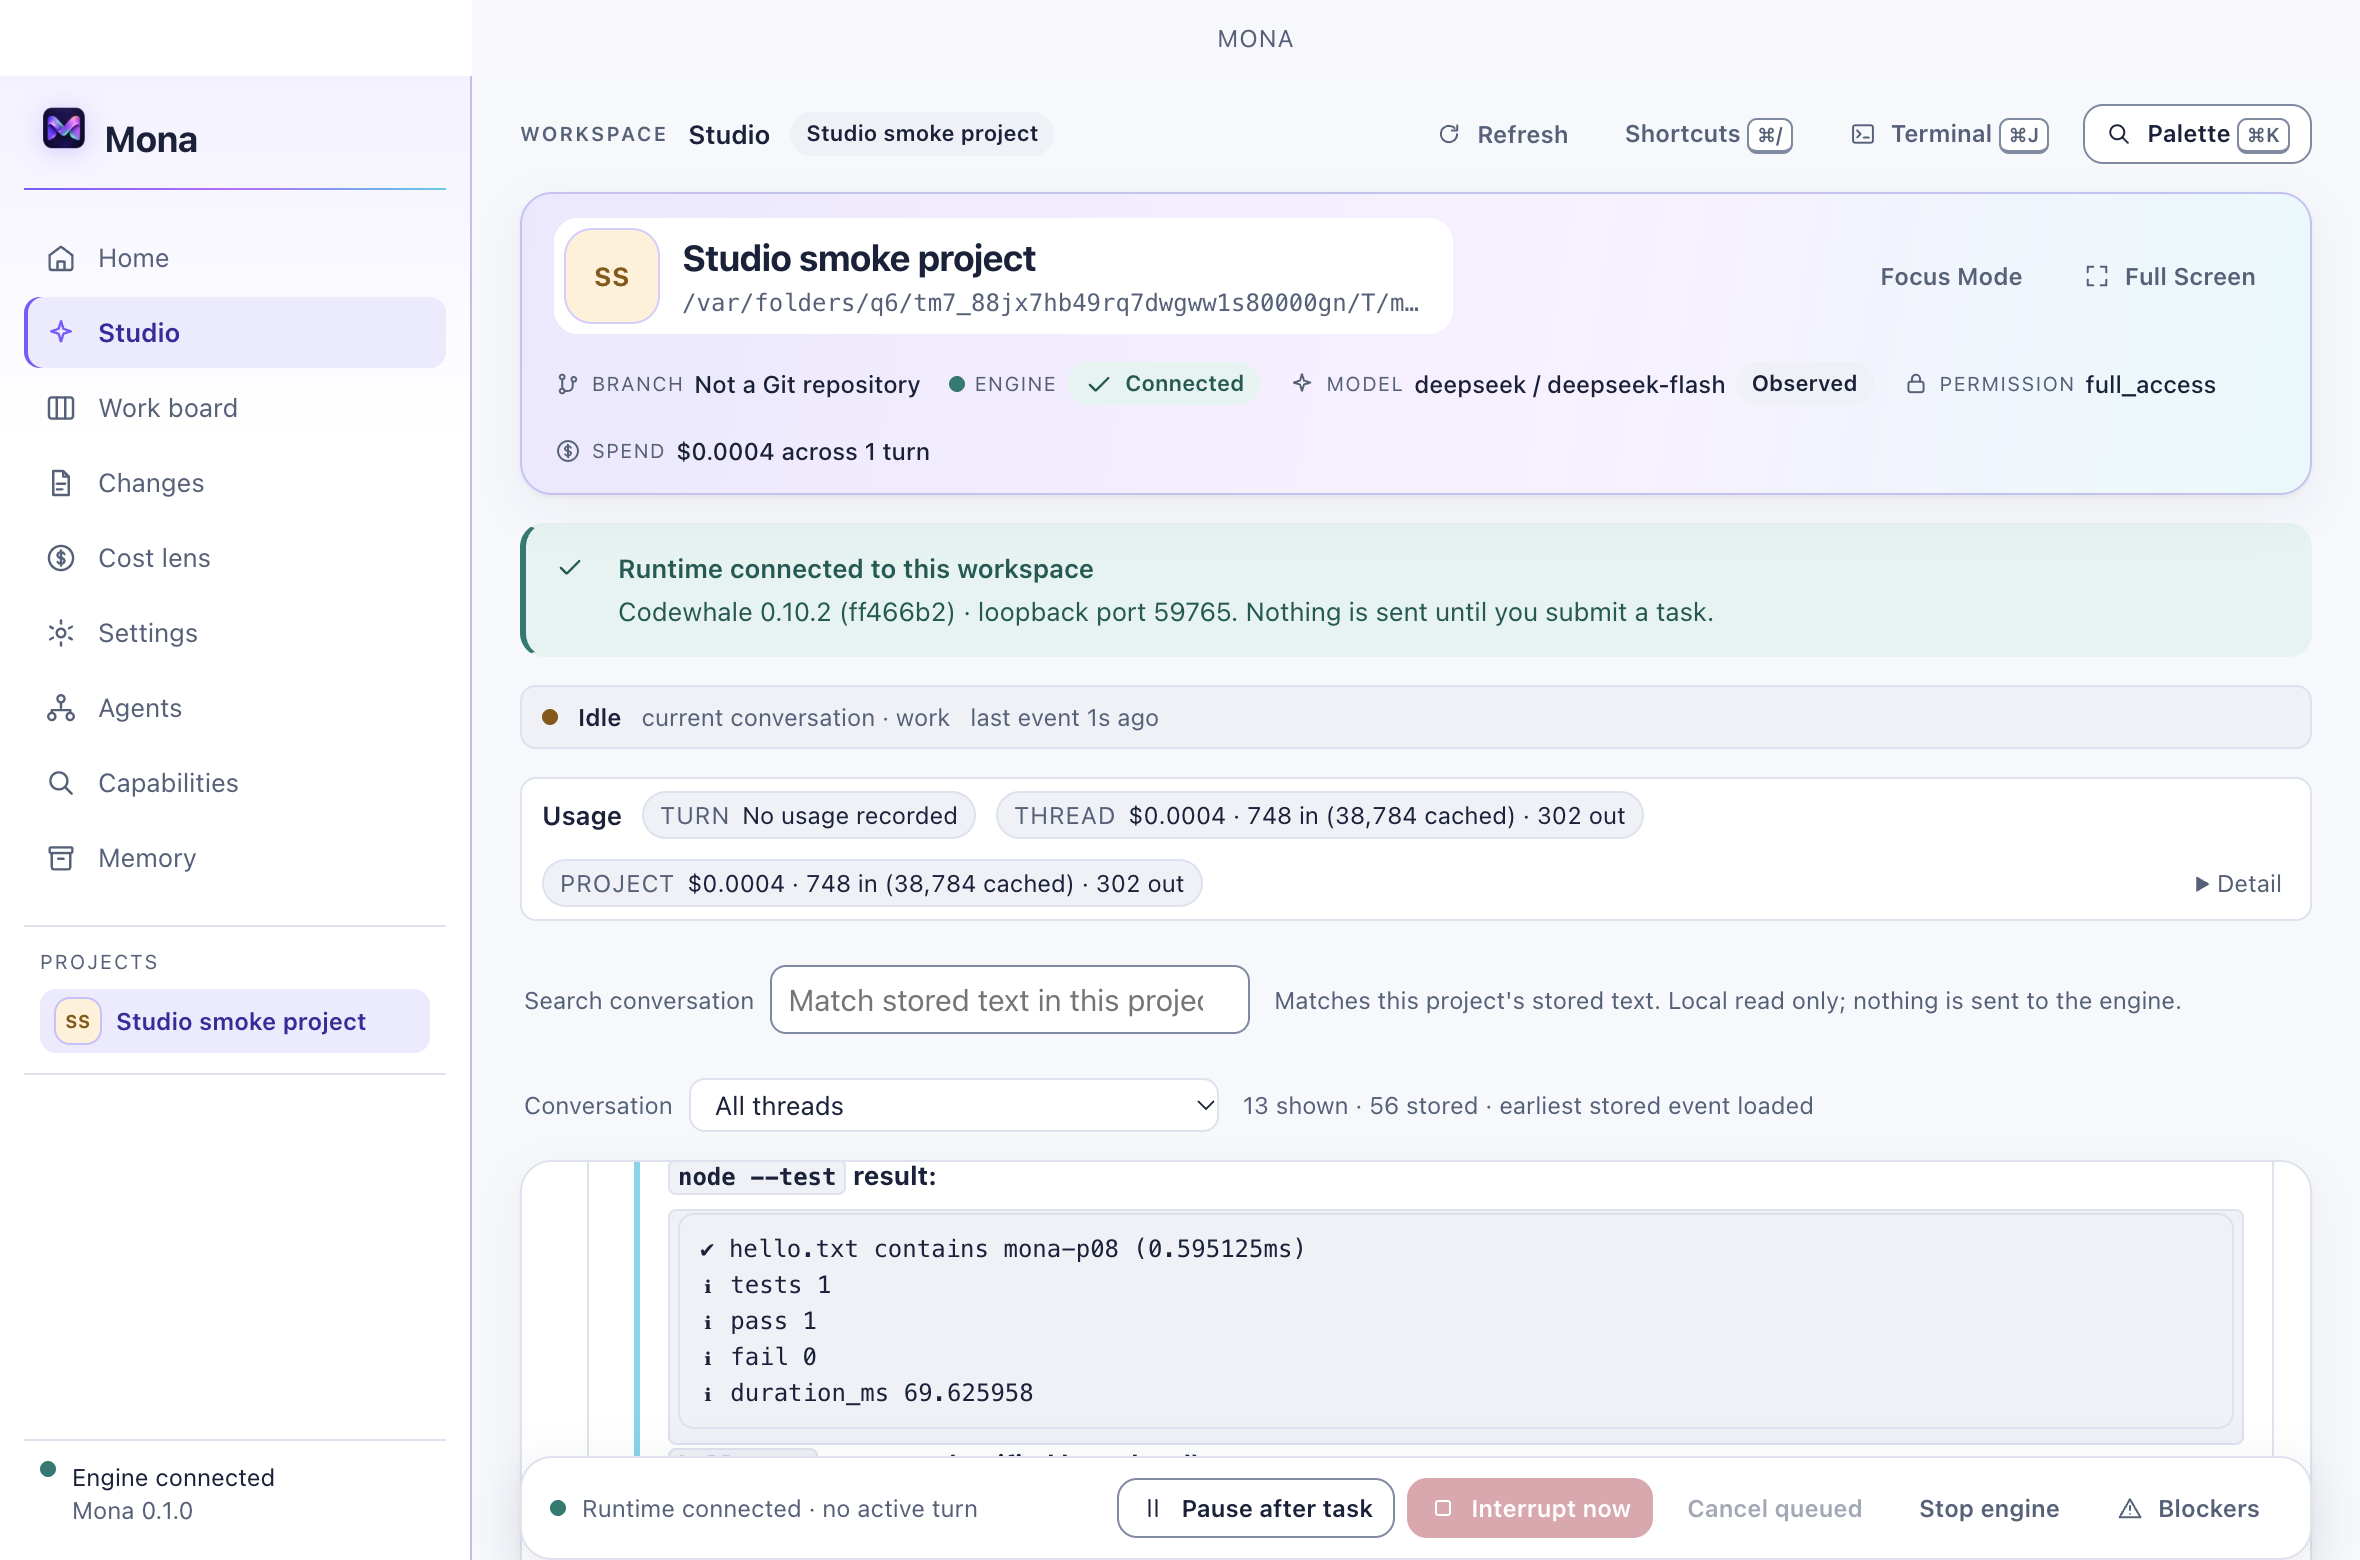 MONA
Mona
Home
Studio
Work board
Changes
Cost lens
Settings
Agents
Capabilities
Memory
PROJECTS
SS Studio smoke project
Engine connected
Mona 0.1.0
WORKSPACE Studio Studio smoke project Refresh Shortcuts ⌘/ Terminal ⌘J Palette ⌘K
SS
Studio smoke project
/var/folders/q6/tm7_88jx7hb49rq7dwgww1s80000gn/T/m…
Focus Mode Full Screen
BRANCH Not a Git repository ENGINE Connected MODEL deepseek / deepseek-flash Observed PERMISSION full_access
SPEND $0.0004 across 1 turn
Runtime connected to this workspace
Codewhale 0.10.2 (ff466b2) · loopback port 59765. Nothing is sent until you submit a task.
Idle current conversation · work last event 1s ago
Usage TURN No usage recorded THREAD $0.0004 · 748 in (38,784 cached) · 302 out
PROJECT $0.0004 · 748 in (38,784 cached) · 302 out Detail
Search conversation Match stored text in this projec Matches this project's stored text. Local read only; nothing is sent to the engine.
Conversation All threads 13 shown · 56 stored · earliest stored event loaded
node --test result:
✔ hello.txt contains mona-p08 (0.595125ms)
ℹ tests 1
ℹ pass 1
ℹ fail 0
ℹ duration_ms 69.625958
Runtime connected · no active turn Pause after task Interrupt now Cancel queued Stop engine Blockers